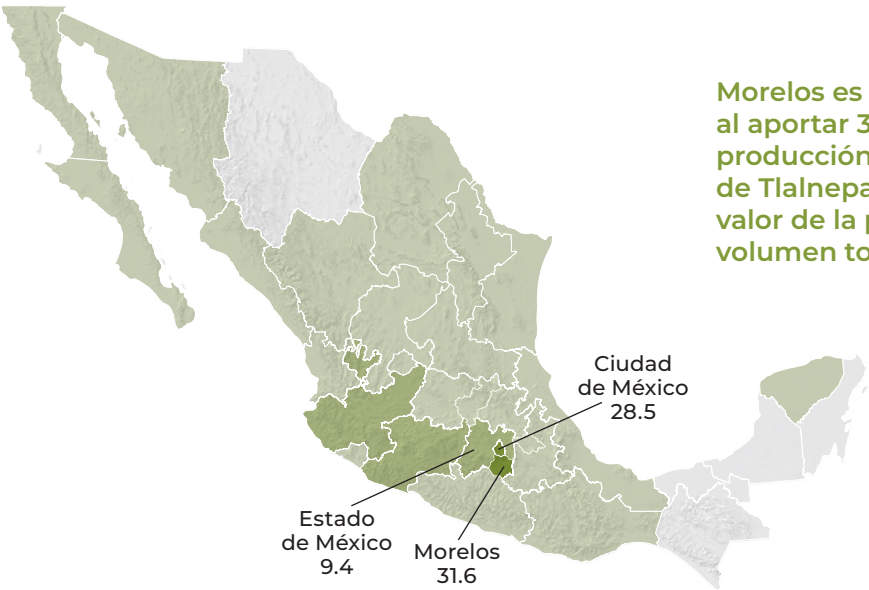 Morelos es
al aportar 3
producción
de Tlalnepa
valor de la p
volumen to
Ciudad
de México
28.5
Estado
de México
9.4
Morelos
31.6